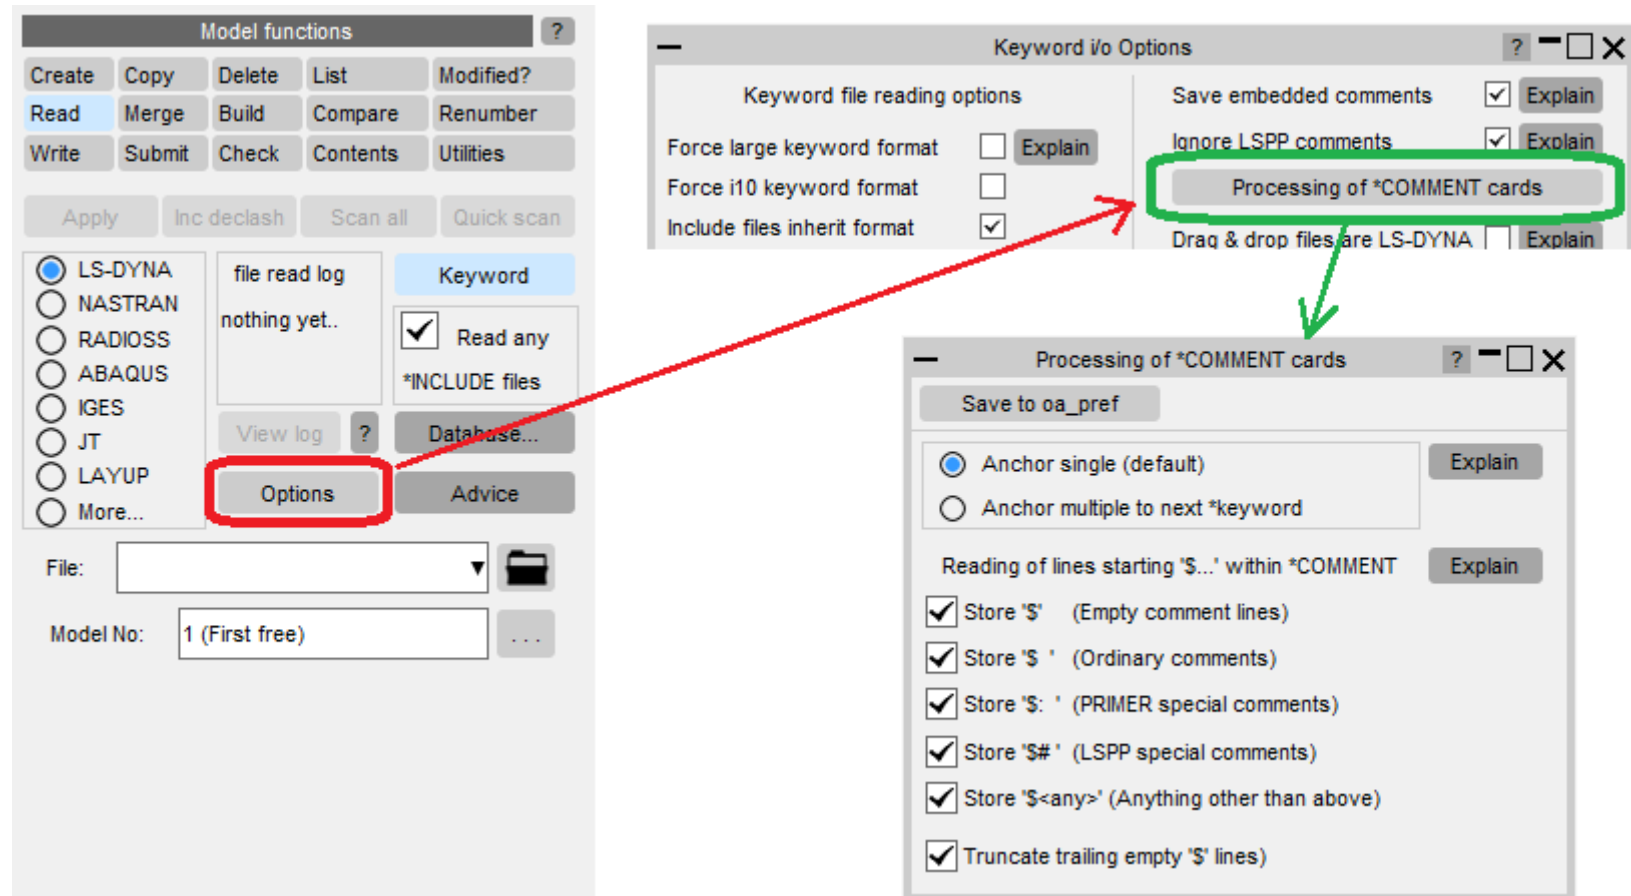 Model functions ?
Create Copy Delete List Modified?
Read Merge Build Compare Renumber
Write Submit Check Contents Utilities
Apply Inc declash Scan all Quick scan
LS-DYNA
NASTRAN
RADIOSS
ABAQUS
IGES
JT
LAYUP
More...
file read log
nothing yet..
View log ?
Options
Keyword
Read any
*INCLUDE files
Database...
Advice
File:
Model No: 1 (First free) . . .
Keyword i/o Options ?
Keyword file reading options
Force large keyword format Explain
Force i10 keyword format
Include files inherit format
Save embedded comments Explain
Ignore LSPP comments Explain
Processing of *COMMENT cards
Drag & drop files are LS-DYNA Explain
Processing of *COMMENT cards ?
Save to oa_pref
Anchor single (default) Explain
Anchor multiple to next *keyword
Reading of lines starting '$...' within *COMMENT Explain
Store '$' (Empty comment lines)
Store '$ ' (Ordinary comments)
Store '$: ' (PRIMER special comments)
Store '$# ' (LSPP special comments)
Store '$<any>' (Anything other than above)
Truncate trailing empty '$' lines)